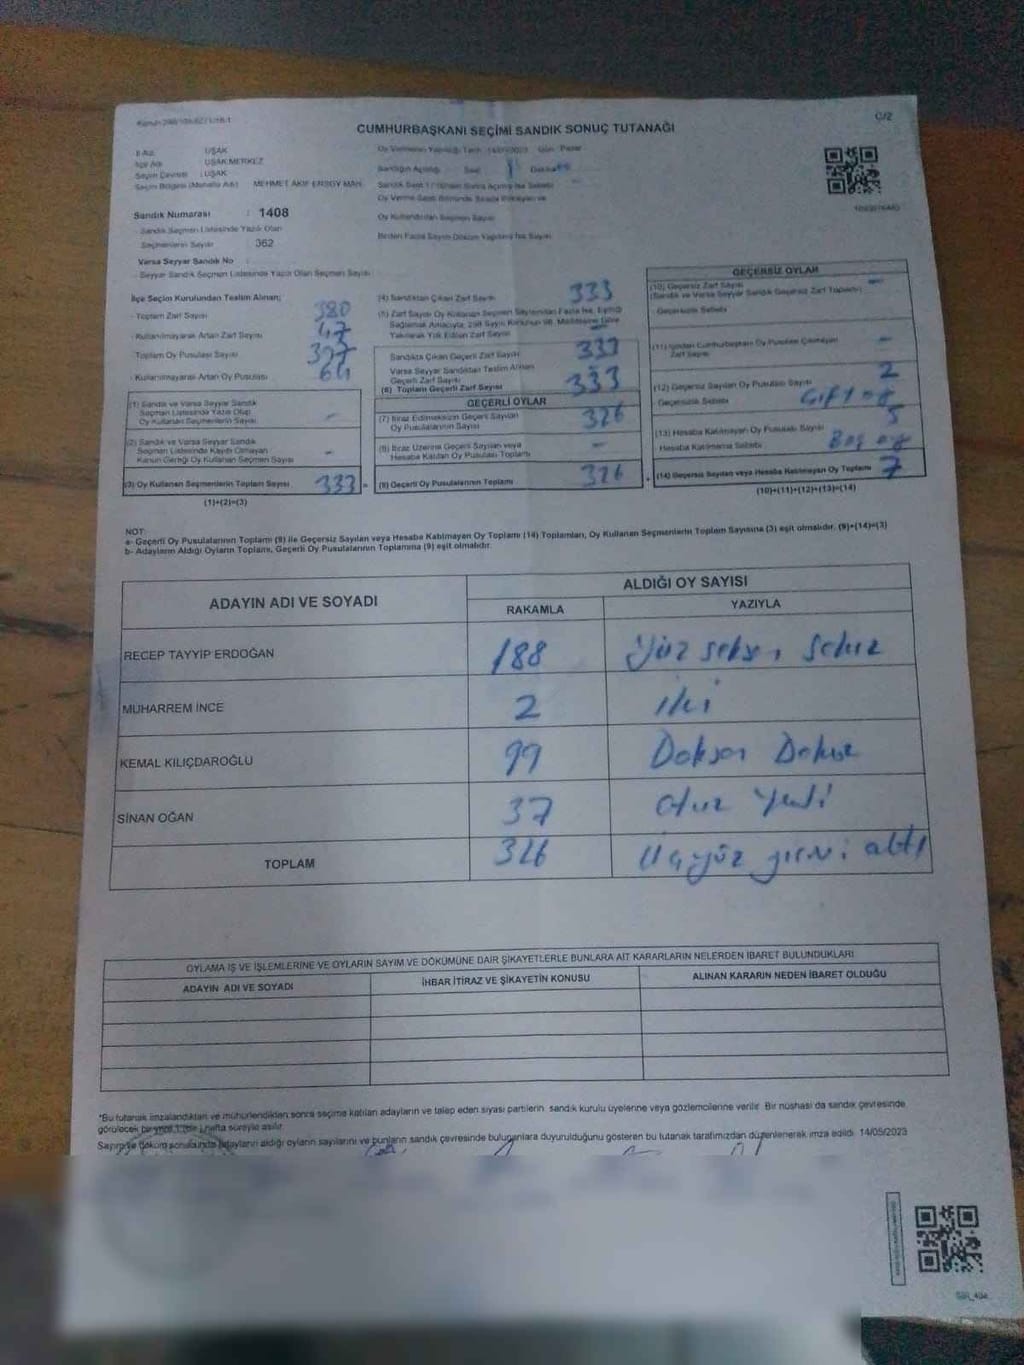 CUMHURBAŞKANI SEÇİMİ SANDIK SONUÇ TUTANAĞI
C/2
İl Adı : UŞAK
İlçe Adı : UŞAK MERKEZ
Seçim Çevresi : UŞAK
Seçim Bölgesi (Mahalle Adı) : MEHMET AKİF ERSOY MAH.
Sandık Numarası : 1408
Sandık Seçmen Listesinde Yazılı Olan
Seçmenlerin Sayısı 362
Varsa Seyyar Sandık No
Seyyar Sandık Seçmen Listesinde Yazılı Olan Seçmen Sayısı :
Oy Vermenin Yapıldığı Tarih : 14/05/2023 Gün : Pazar
Sandığın Açıldığı Saat
Oy Kullandırılan Seçmen Sayısı
İlçe Seçim Kurulundan Teslim Alınan;
Toplam Zarf Sayısı 380
Kullanılmayarak Artan Zarf Sayısı 47
Toplam Oy Pusulası Sayısı
Kullanılmayarak Artan Oy Pusulası
(1) Sandık ve Varsa Seyyar Sandık
Seçmen Listesinde Yazılı Olup
Oy Kullanan Seçmenlerin Sayısı -
(2) Sandık ve Varsa Seyyar Sandık
Seçmen Listesinde Kayıtlı Olmayan
Kanun Gereği Oy Kullanan Seçmen Sayısı -
(3) Oy Kullanan Seçmenlerin Toplam Sayısı 333 =
(1)+(2)=(3)
(4) Sandıktan Çıkan Zarf Sayısı 333
(5) Zarf Sayısı Oy Kullanan Seçmen Sayısından Fazla İse, Eşitliği
Sağlamak Amacıyla, 298 Sayılı Kanunun 98. Maddesine Göre
Yakılarak Yok Edilen Zarf Sayısı -
Sandıkta Çıkan Geçerli Zarf Sayısı 333
Varsa Seyyar Sandıktan Teslim Alınan
Geçerli Zarf Sayısı
(6) Toplam Geçerli Zarf Sayısı 333
GEÇERLİ OYLAR
(7) İtiraz Edilmeksizin Geçerli Sayılan
Oy Pusulalarının Sayısı 326
(8) İtiraz Üzerine Geçerli Sayılan veya
Hesaba Katılan Oy Pusulası Toplamı -
(9) Geçerli Oy Pusulalarının Toplamı 326 +
GEÇERSİZ OYLAR
(10) Geçersiz Zarf Sayısı -
(Sandık ve Varsa Seyyar Sandık Geçersiz Zarf Toplamı)
Geçersizlik Sebebi
(11) İçinden Cumhurbaşkanı Oy Pusulası Çıkmayan
Zarf Sayısı -
(12) Geçersiz Sayılan Oy Pusulası Sayısı 2
Geçersizlik Sebebi Çift oy
(13) Hesaba Katılmayan Oy Pusulası Sayısı 5
Hesaba Katılmama Sebebi Boş oy
(14) Geçersiz Sayılan veya Hesaba Katılmayan Oy Toplamı 7
(10)+(11)+(12)+(13)=(14)
NOT:
a- Geçerli Oy Pusulalarının Toplamı (9) ile Geçersiz Sayılan veya Hesaba Katılmayan Oy Toplamı (14) Toplamları, Oy Kullanan Seçmenlerin Toplam Sayısına (3) eşit olmalıdır. (9)+(14)=(3)
b- Adayların Aldığı Oyların Toplamı, Geçerli Oy Pusulalarının Toplamına (9) eşit olmalıdır.
ADAYIN ADI VE SOYADI
ALDIĞI OY SAYISI
RAKAMLA YAZIYLA
RECEP TAYYİP ERDOĞAN 188 Yüz seksen sekiz
MUHARREM İNCE 2 iki
KEMAL KILIÇDAROĞLU 99 Doksan Dokuz
SİNAN OĞAN 37 otuz yedi
TOPLAM 326 Üçyüz yirmi altı
OYLAMA İŞ VE İŞLEMLERİNE VE OYLARIN SAYIM VE DÖKÜMÜNE DAİR ŞİKAYETLERLE BUNLARA AİT KARARLARIN NELERDEN İBARET BULUNDUKLARI
ADAYIN ADI VE SOYADI İHBAR İTİRAZ VE ŞİKAYETİN KONUSU ALINAN KARARIN NEDEN İBARET OLDUĞU
*Bu tutanak imzalandıktan ve mühürlendikten sonra seçime katılan adayların ve talep eden siyasi partilerin sandık kurulu üyelerine veya gözlemcilerine verilir. Bir nüshası da sandık çevresinde
görülecek bir yere 1 (bir) hafta süreyle asılır.
Sayım ve döküm sonucunda adayların aldığı oyların sayılarını ve bunların sandık çevresinde bulunanlara duyurulduğunu gösteren bu tutanak tarafımızdan düzenlenerek imza edildi. 14/05/2023